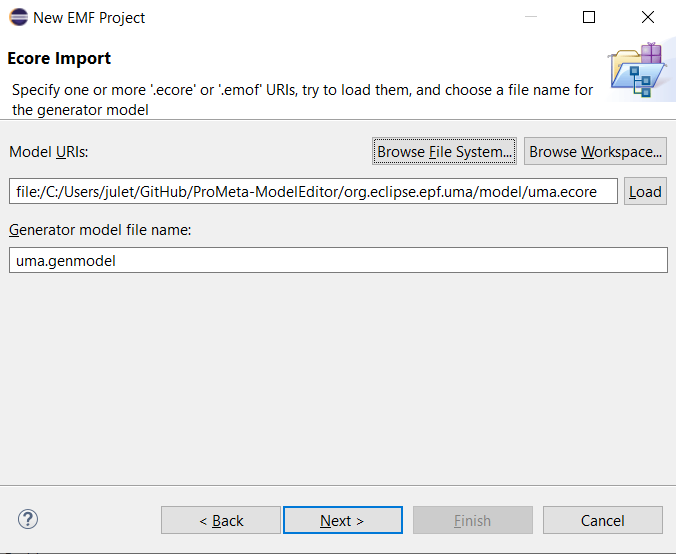 New EMF Project
Ecore Import
Specify one or more '.ecore' or '.emof' URIs, try to load them, and choose a file name for
the generator model
Model URIs:
Browse File System...
Browse Workspace...
file:/C:/Users/julet/GitHub/ProMeta-ModelEditor/org.eclipse.epf.uma/model/uma.ecore
Load
Generator model file name:
uma.genmodel
?
< Back
Next >
Finish
Cancel